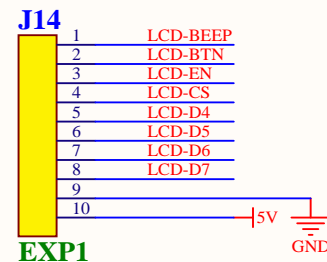 J14
1 LCD-BEEP
2 LCD-BTN
3 LCD-EN
4 LCD-CS
5 LCD-D4
6 LCD-D5
7 LCD-D6
8 LCD-D7
9
10 5V
GND
EXP1